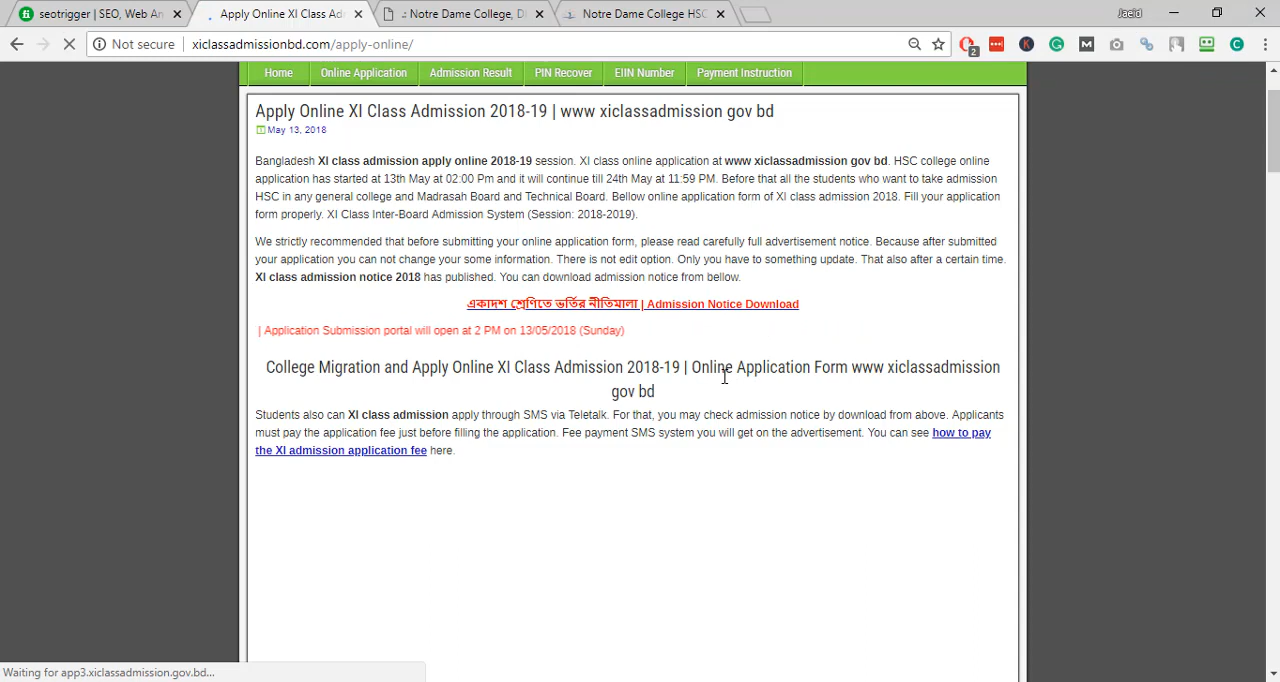 seotrigger | SEO, Web An
Apply Online XI Class Ad
.: Notre Dame College, D
Notre Dame College HSC
Jacid
Not secure
xiclassadmissionbd.com/apply-online/
2
Home
Online Application
Admission Result
PIN Recover
EIIN Number
Payment Instruction
Apply Online XI Class Admission 2018-19 | www xiclassadmission gov bd
May 13, 2018
Bangladesh XI class admission apply online 2018-19 session. XI class online application at www xiclassadmission gov bd. HSC college online
application has started at 13th May at 02:00 Pm and it will continue till 24th May at 11:59 PM. Before that all the students who want to take admission
HSC in any general college and Madrasah Board and Technical Board. Bellow online application form of XI class admission 2018. Fill your application
form properly. XI Class Inter-Board Admission System (Session: 2018-2019).
We strictly recommended that before submitting your online application form, please read carefully full advertisement notice. Because after submitted
your application you can not change your some information. There is not edit option. Only you have to something update. That also after a certain time.
XI class admission notice 2018 has published. You can download admission notice from bellow.
একাদশ শ্রেণিতে ভর্তির নীতিমালা | Admission Notice Download
| Application Submission portal will open at 2 PM on 13/05/2018 (Sunday)
College Migration and Apply Online XI Class Admission 2018-19 | Online Application Form www xiclassadmission
gov bd
Students also can XI class admission apply through SMS via Teletalk. For that, you may check admission notice by download from above. Applicants
must pay the application fee just before filling the application. Fee payment SMS system you will get on the advertisement. You can see how to pay
the XI admission application fee here.
Waiting for app3.xiclassadmission.gov.bd...